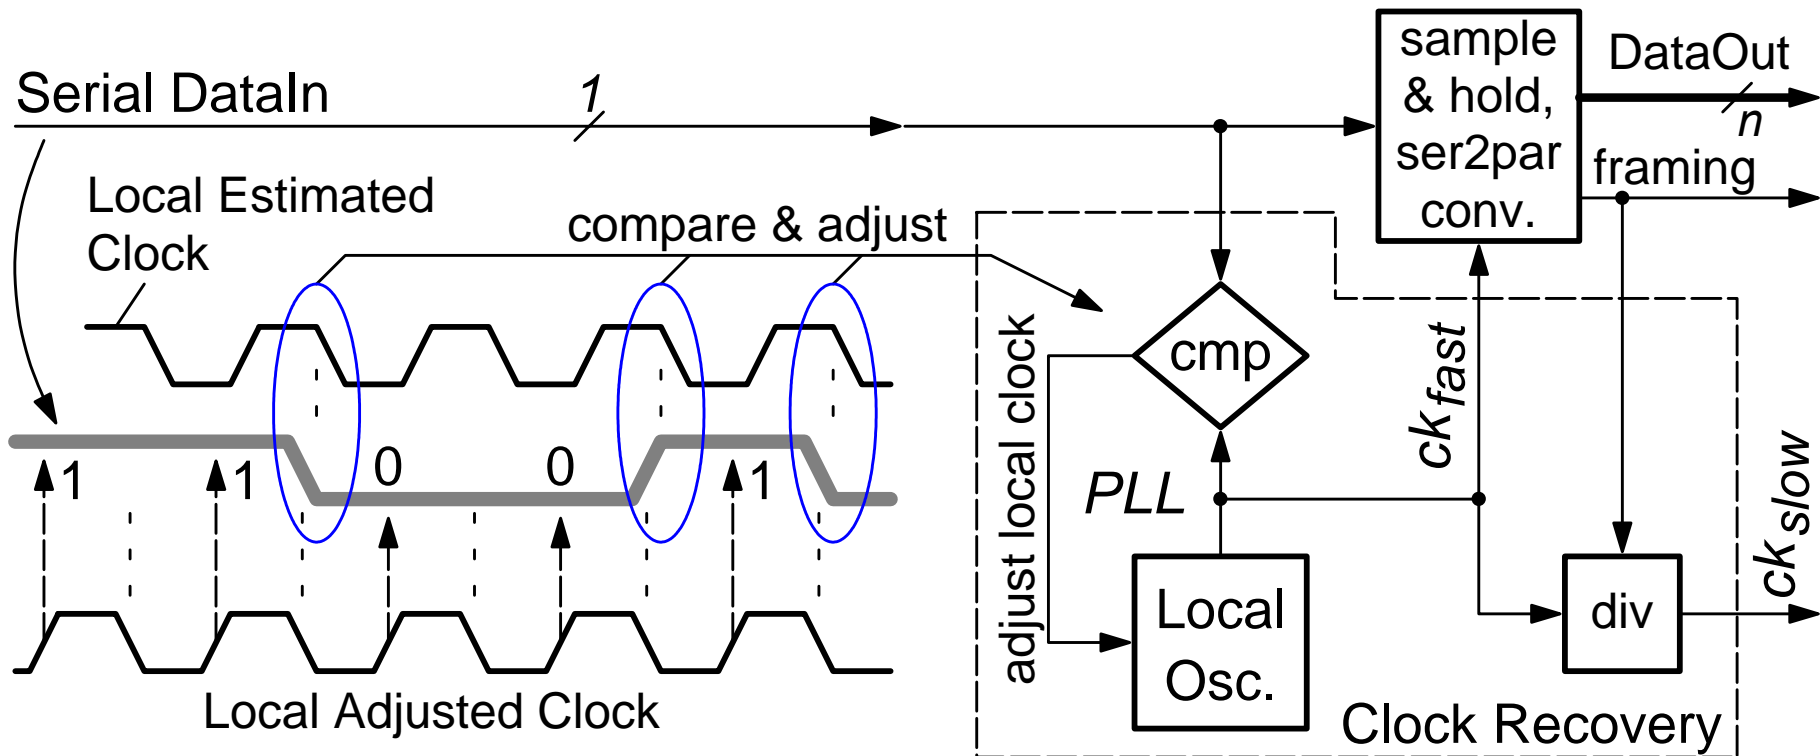 Serial DataIn
1
sample
& hold,
ser2par
conv.
DataOut
n
framing
Local Estimated
Clock
compare & adjust
adjust local clock
cmp
ck fast
1
1
0
0
1
PLL
ck slow
Local
Osc.
div
Local Adjusted Clock
Clock Recovery